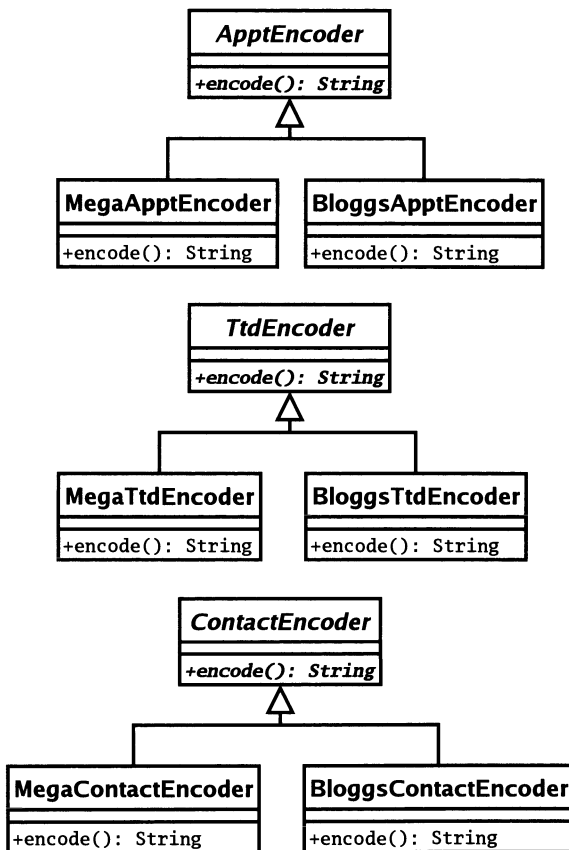 ApptEncoder
+encode(): String
MegaApptEncoder
BloggsApptEncoder
+encode(): String
+encode(): String
TtdEncoder
+encode(): String
MegaTtdEncoder
BloggsTtdEncoder
+encode(): String
+encode(): String
ContactEncoder
+encode(): String
MegaContactEncoder
BloggsContactEncoder
+encode(): String
+encode(): String